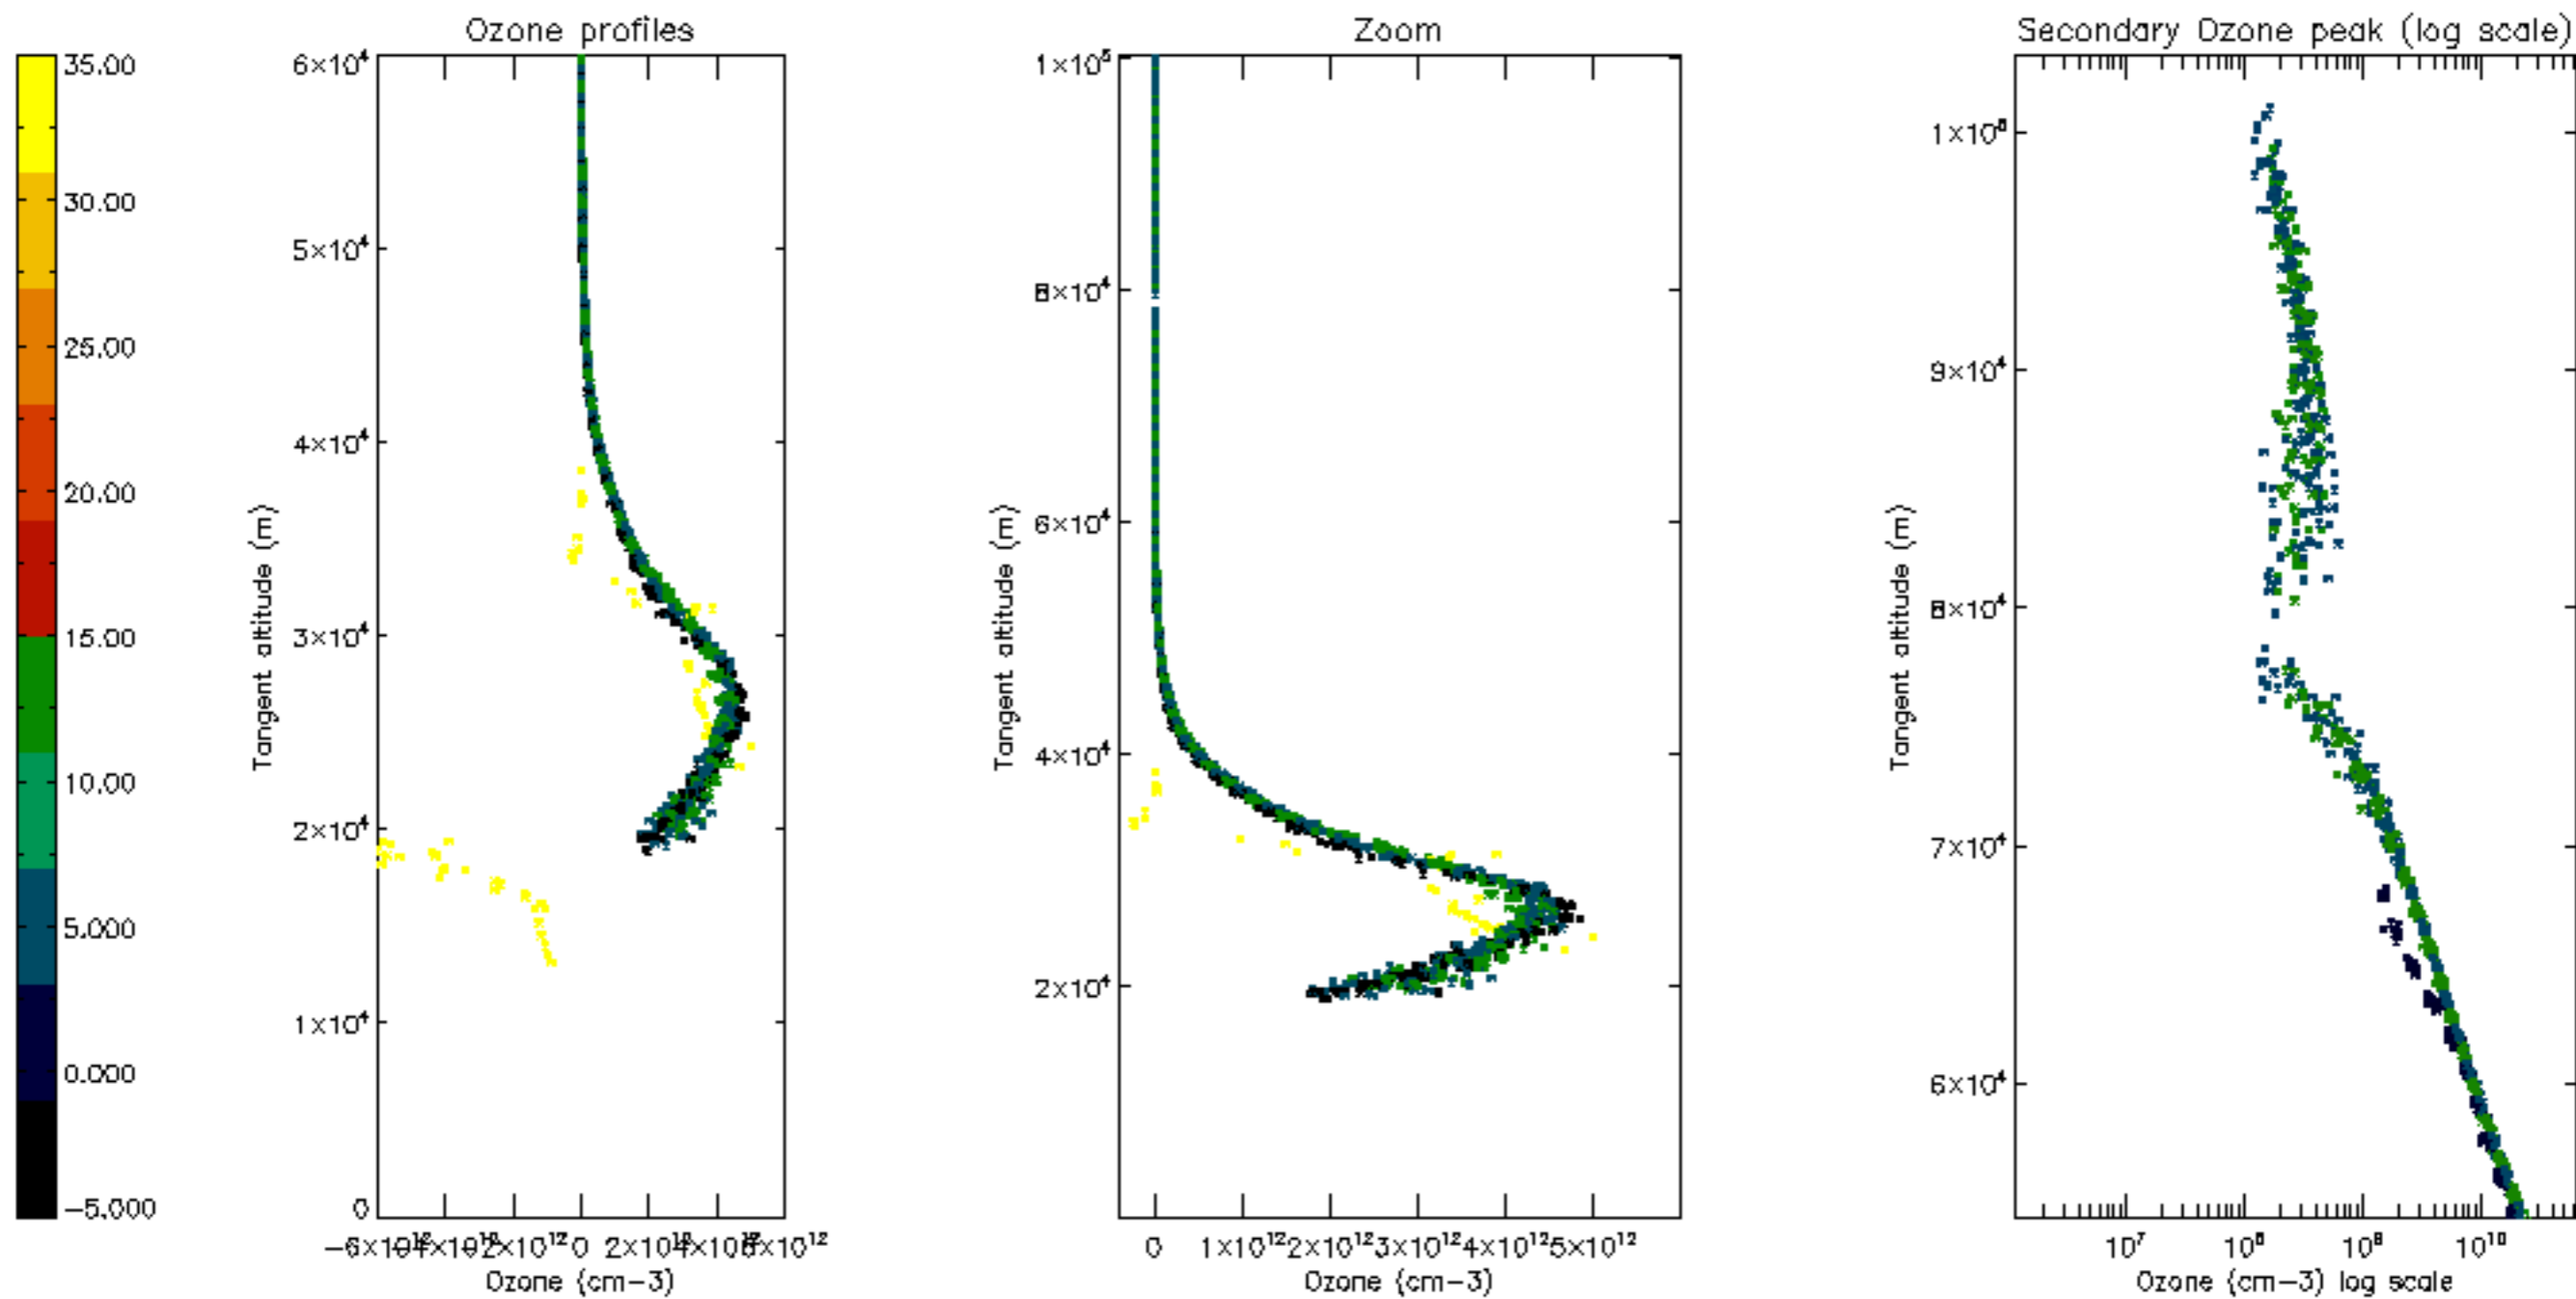 Ozone profiles
Zoom
Secondary Ozone peak (log scale)
35.00
30.00
25.00
20.00
15.00
10.00
5.000
0.000
−5.000
6×10⁴
5×10⁴
4×10⁴
3×10⁴
2×10⁴
1×10⁴
0
Tangent altitude (m)
0 2×10¹²
Ozone (cm−3)
1×10⁵
8×10⁴
6×10⁴
4×10⁴
2×10⁴
Tangent altitude (m)
0 1×10¹² 2×10¹² 3×10¹² 4×10¹² 5×10¹²
Ozone (cm−3)
9×10⁴
8×10⁴
7×10⁴
6×10⁴
Tangent altitude (m)
10⁷ 10⁸ 10⁹ 10¹⁰
Ozone (cm−3) log scale